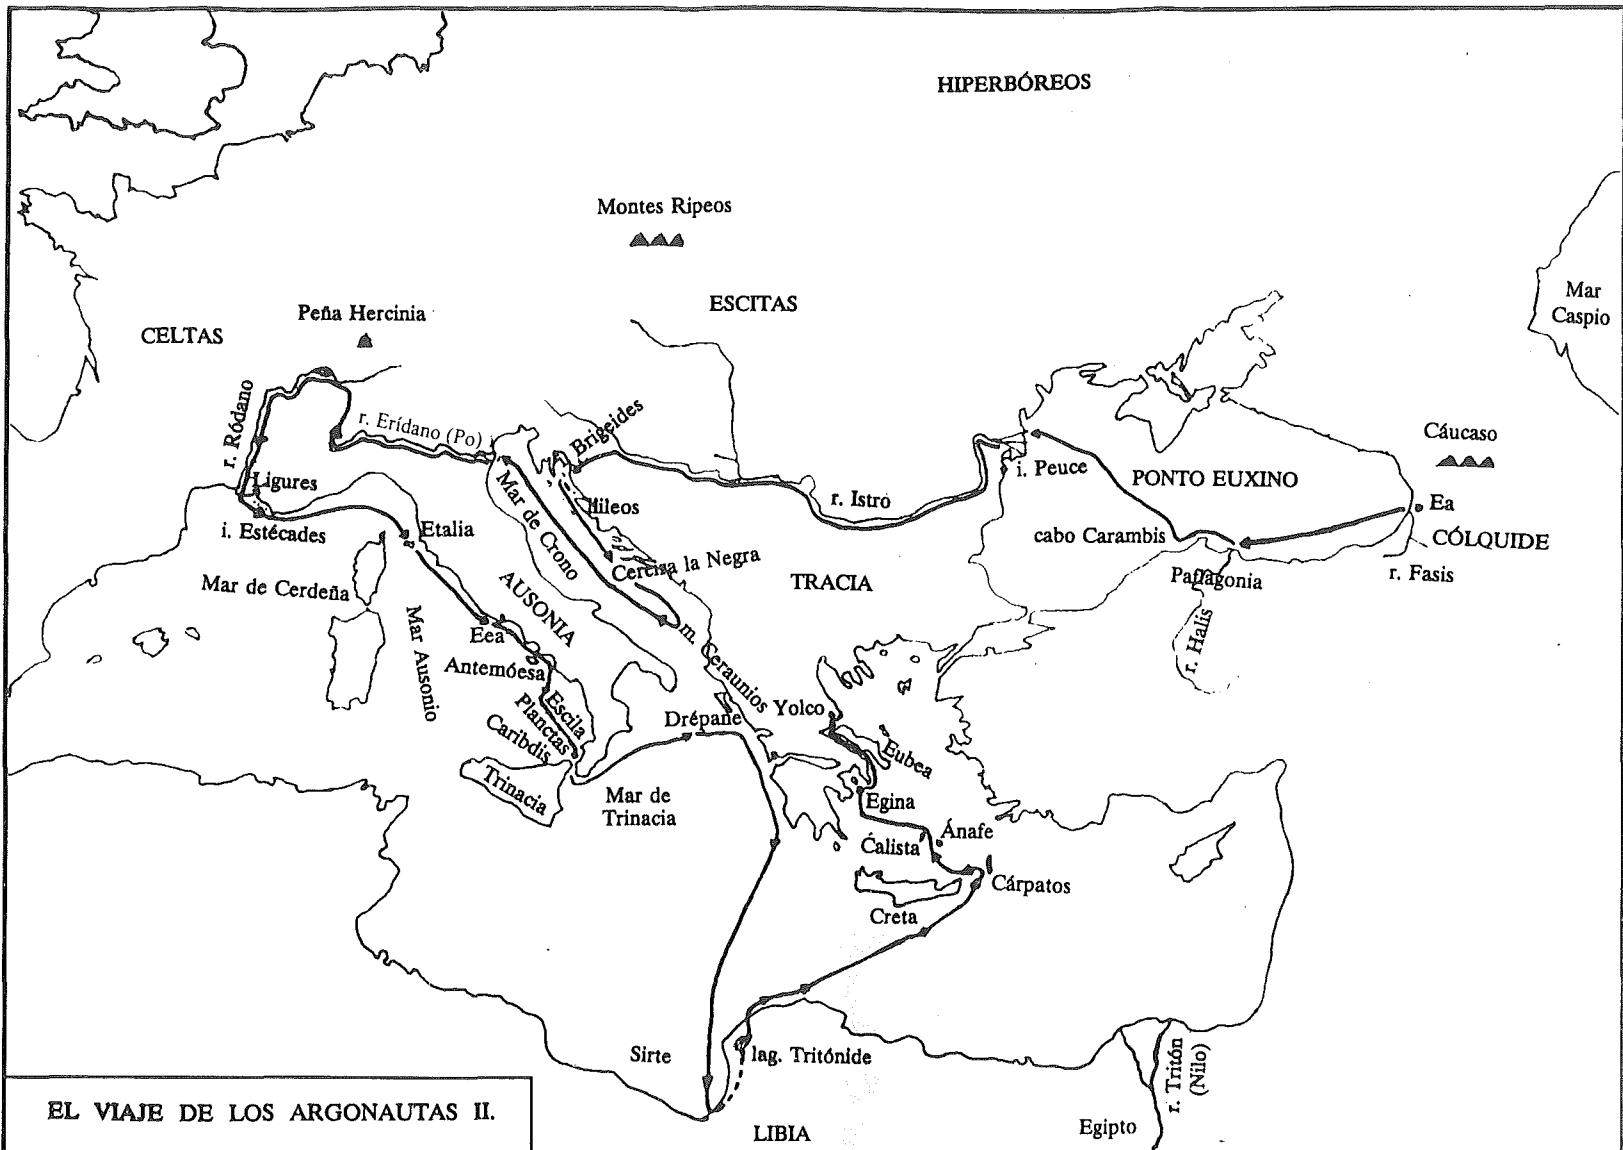 HIPERBÓREOS
Montes Ripeos
ESCITAS
Mar
Caspio
Peña Hercinia
CELTAS
r. Ródano
r. Erídano (Po)
Brigeides
Cáucaso
i. Peuce
PONTO EUXINO
Ea
Ligures
r. Istro
i. Estécades
Etalia
Mar de Crono
Hileos
cabo Carambis
CÓLQUIDE
Mar de Cerdeña
AUSONIA
Cercira la Negra
TRACIA
Paflagonia
r. Fasis
Mar Ausonio
Eea
m. Ceraunios
r. Halis
Antemóesa
Escila
Planctas
Caribdis
Drépane
Yolco
Eubea
Trinacia
Mar de
Trinacia
Egina
Ánafe
Calista
Cárpatos
Creta
Sirte
lag. Tritónide
r. Tritón
(Nilo)
EL VIAJE DE LOS ARGONAUTAS II.
LIBIA
Egipto